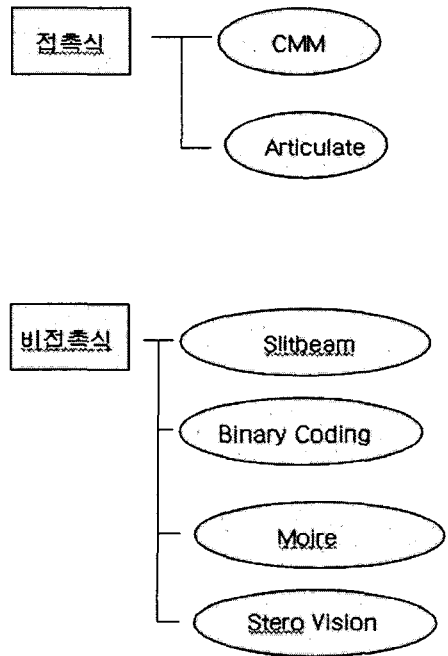 접촉식
CMM
Articulate
비접촉식
Slitbeam
Binary Coding
Moire
Stero Vision